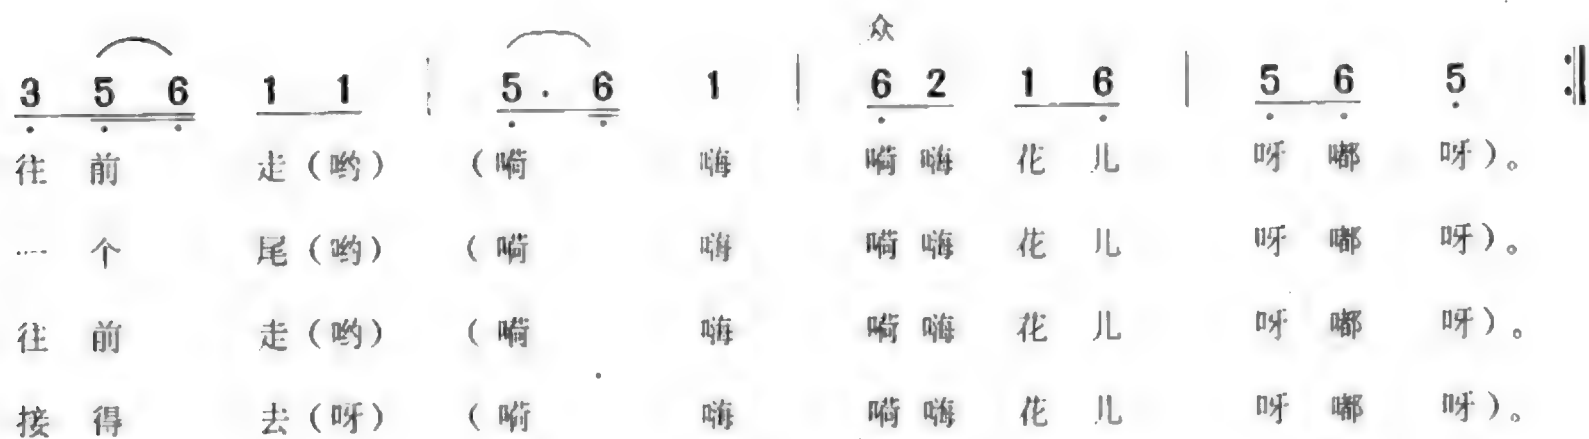 众
3 5 6 1 1 | 5 . 6 1 | 6 2 1 6 | 5 6 5 :‖
往 前 走（哟）（嗬 嗨 嗬 嗨 花 儿 呀 嘟 呀）。
一 个 尾（哟）（嗬 嗨 嗬 嗨 花 儿 呀 嘟 呀）。
往 前 走（哟）（嗬 嗨 嗬 嗨 花 儿 呀 嘟 呀）。
接 得 去（呀）（嗬 嗨 嗬 嗨 花 儿 呀 嘟 呀）。